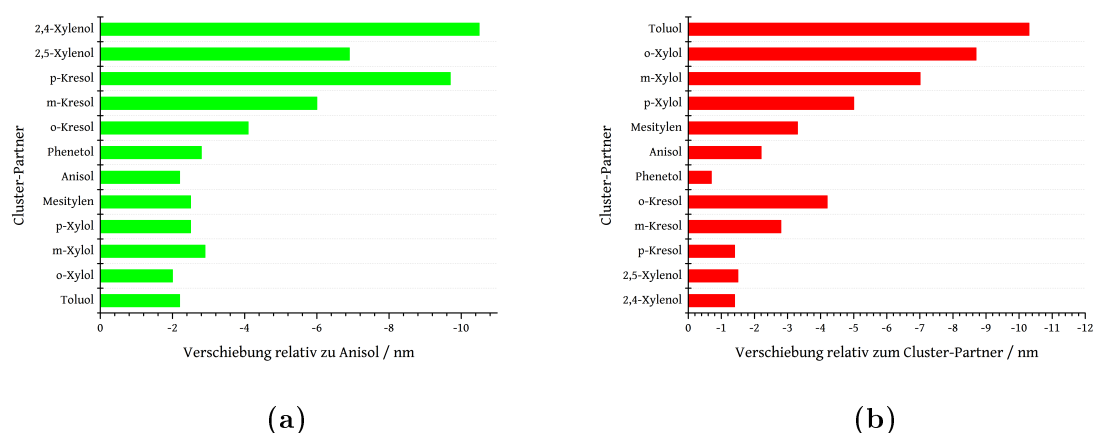 Cluster-Partner
2,4-Xylenol
2,5-Xylenol
p-Kresol
m-Kresol
o-Kresol
Phenetol
Anisol
Mesitylen
p-Xylol
m-Xylol
o-Xylol
Toluol
0 -2 -4 -6 -8 -10
Verschiebung relativ zu Anisol / nm
(a)
Cluster-Partner
Toluol
o-Xylol
m-Xylol
p-Xylol
Mesitylen
Anisol
Phenetol
o-Kresol
m-Kresol
p-Kresol
2,5-Xylenol
2,4-Xylenol
0 -1 -2 -3 -4 -5 -6 -7 -8 -9 -10 -11 -12
Verschiebung relativ zum Cluster-Partner / nm
(b)